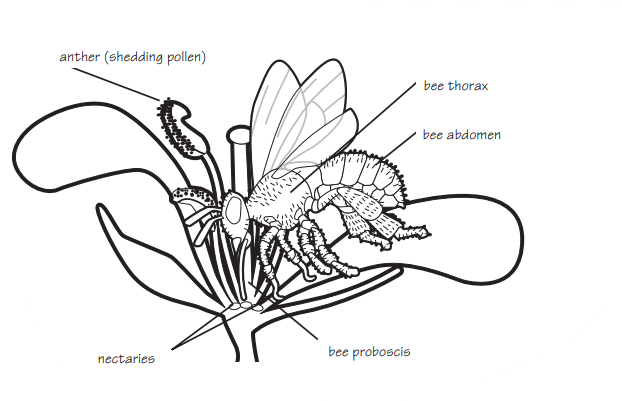 anther (shedding pollen)
bee thorax
bee abdomen
bee proboscis
nectaries